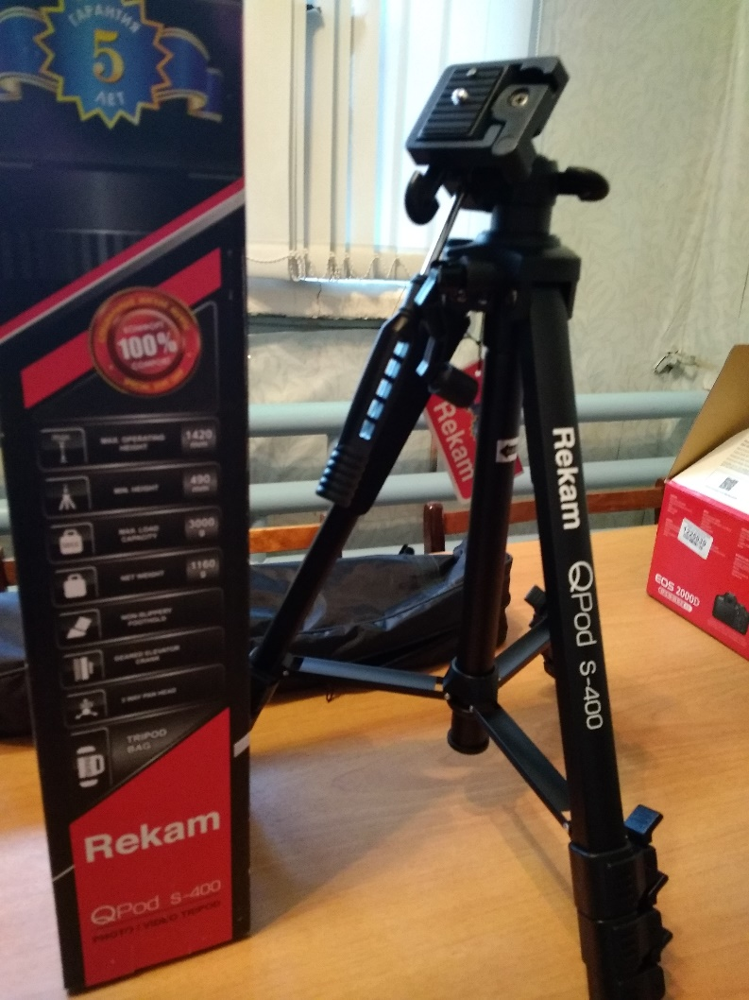 ГАРАНТИЯ
5
ЛЕТ
100%
MAX. OPERATING
HEIGHT
1420
mm
MIN. HEIGHT
490
mm
MAX. LOAD
CAPACITY
3000
g
NET WEIGHT
1160
g
NON-SLIPPERY
FOOTHOLD
GEARED ELEVATOR
CRANK
3 WAY PAN HEAD
TRIPOD
BAG
Rekam
QPod S-400
PHOTO / VIDEO TRIPOD
Rekam
Rekam QPod S-400
EOS 2000D